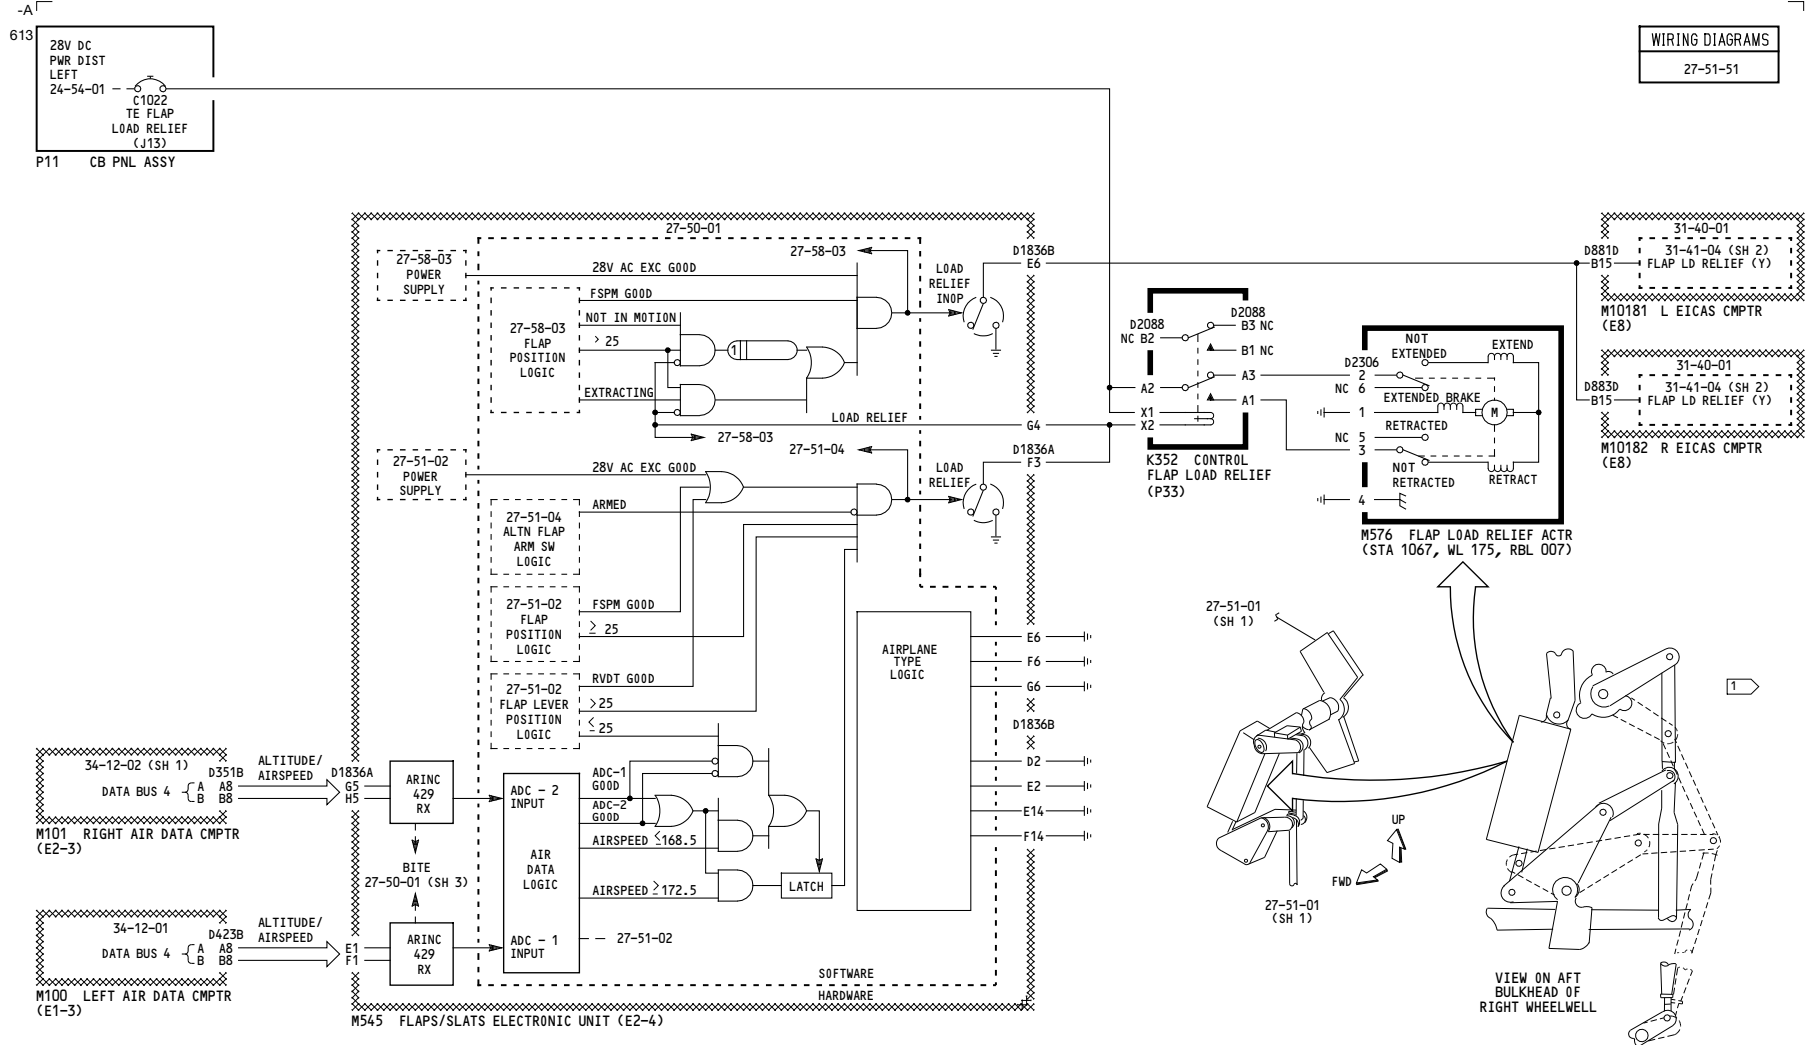 -A
613
28V DC
PWR DIST
LEFT
24-54-01
C1022
TE FLAP
LOAD RELIEF
(J13)
P11 CB PNL ASSY
WIRING DIAGRAMS
27-51-51
27-50-01
27-58-03
POWER
SUPPLY
28V AC EXC GOOD
27-58-03
FSPM GOOD
NOT IN MOTION
> 25
27-58-03
FLAP
POSITION
LOGIC
EXTRACTING
1
LOAD
RELIEF
INOP
D1836B
E6
LOAD RELIEF
G4
27-58-03
27-51-02
POWER
SUPPLY
28V AC EXC GOOD
27-51-04
LOAD
RELIEF
D1836A
F3
ARMED
27-51-04
ALTN FLAP
ARM SW
LOGIC
27-51-02
FLAP
POSITION
LOGIC
FSPM GOOD
≥ 25
27-51-02
FLAP LEVER
POSITION
LOGIC
RVDT GOOD
>25
≤ 25
AIRPLANE
TYPE
LOGIC
E6
F6
G6
D1836B
D2
E2
E14
F14
34-12-02 (SH 1)
DATA BUS 4
A
B
D351B
A8
B8
ALTITUDE/
AIRSPEED
D1836A
G5
H5
ARINC
429
RX
M101 RIGHT AIR DATA CMPTR
(E2-3)
BITE
27-50-01 (SH 3)
34-12-01
DATA BUS 4
A
B
D423B
A8
B8
ALTITUDE/
AIRSPEED
E1
F1
ARINC
429
RX
M100 LEFT AIR DATA CMPTR
(E1-3)
ADC - 2
INPUT
AIR
DATA
LOGIC
ADC - 1
INPUT
ADC-1
GOOD
ADC-2
GOOD
AIRSPEED ≤168.5
AIRSPEED ≥172.5
LATCH
27-51-02
SOFTWARE
HARDWARE
M545 FLAPS/SLATS ELECTRONIC UNIT (E2-4)
D2088
NC B2
A2
X1
X2
D2088
B3 NC
B1 NC
A3
A1
K352 CONTROL
FLAP LOAD RELIEF
(P33)
D2306
2
NC 6
1
NC 5
3
4
NOT
EXTENDED
EXTEND
EXTENDED
BRAKE
M
RETRACTED
NOT
RETRACTED
RETRACT
M576 FLAP LOAD RELIEF ACTR
(STA 1067, WL 175, RBL 007)
31-40-01
D881D
B15
31-41-04 (SH 2)
FLAP LD RELIEF (Y)
M10181 L EICAS CMPTR
(E8)
31-40-01
D883D
B15
31-41-04 (SH 2)
FLAP LD RELIEF (Y)
M10182 R EICAS CMPTR
(E8)
27-51-01
(SH 1)
UP
FWD
27-51-01
(SH 1)
1
VIEW ON AFT
BULKHEAD OF
RIGHT WHEELWELL